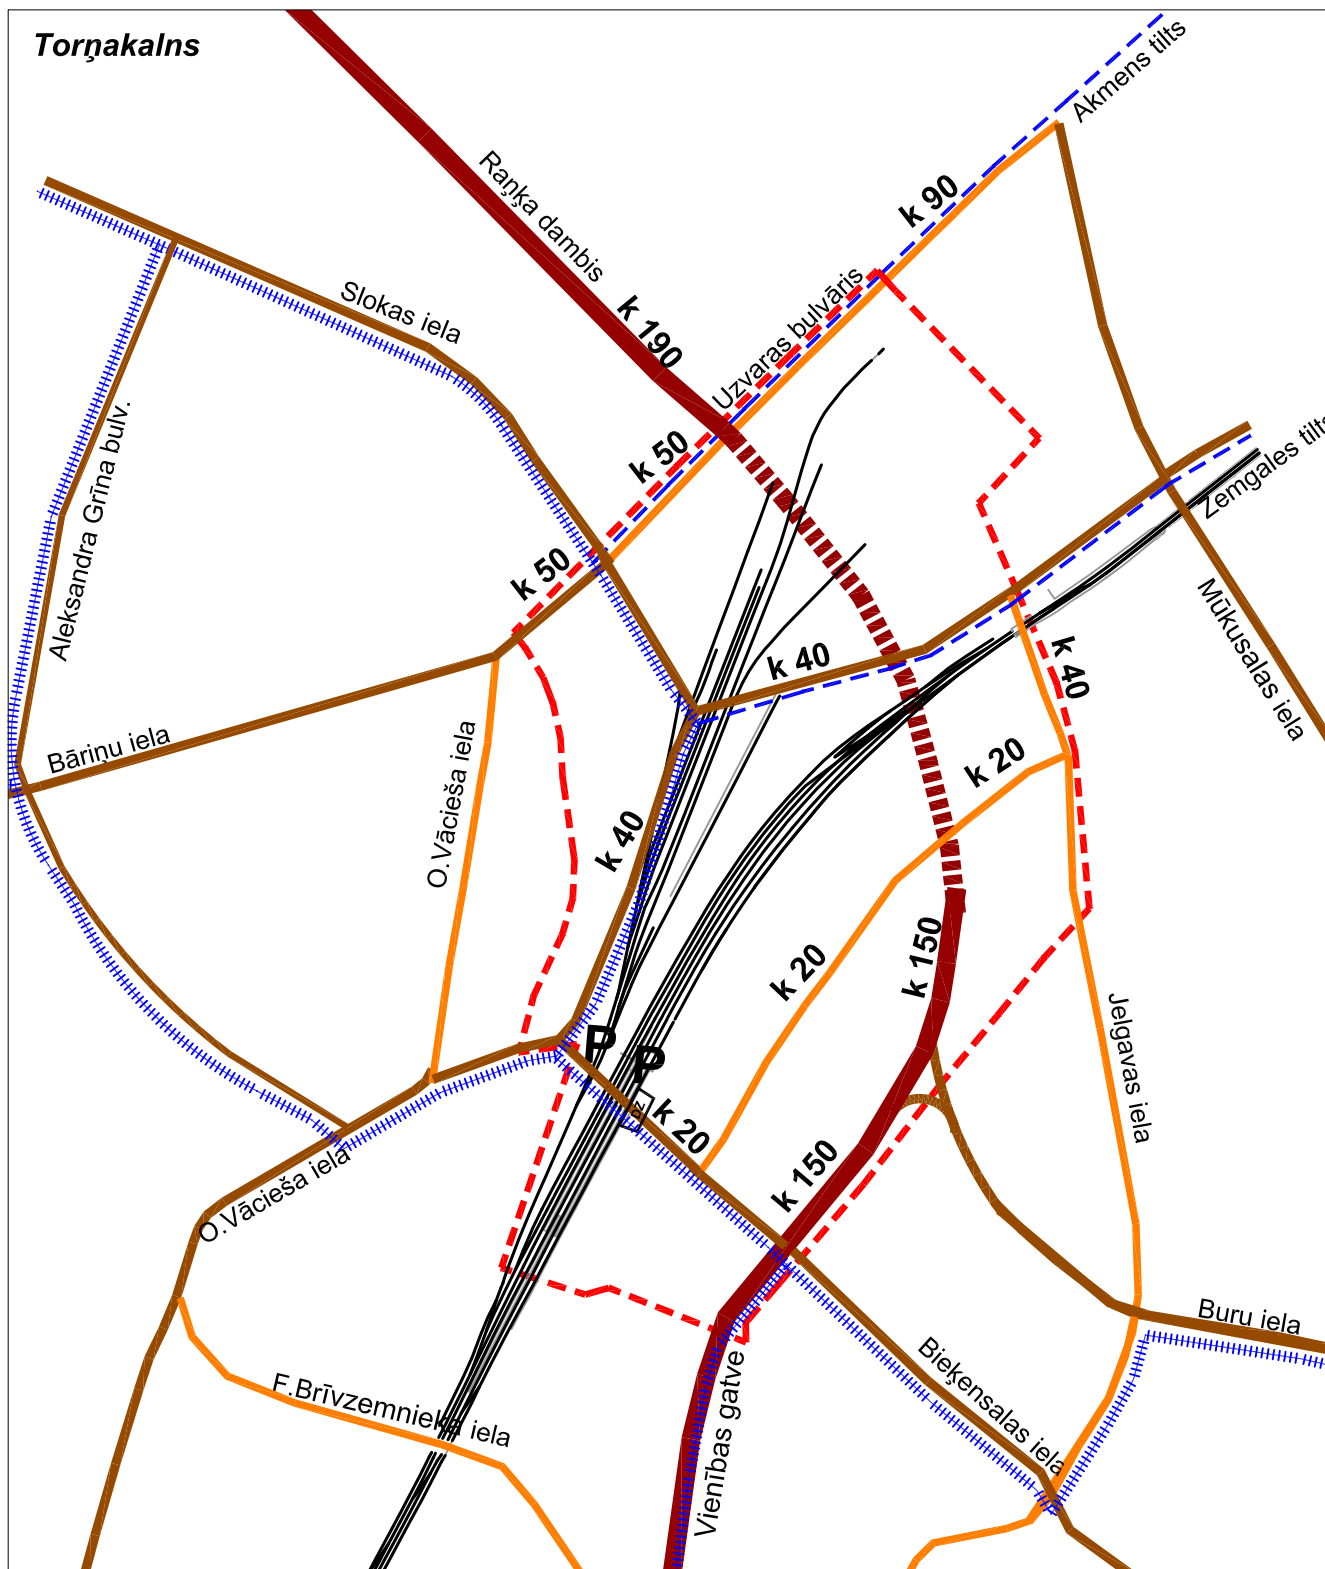 Torņakalns
Akmens tilts
Raņķa dambis
k 90
Slokas iela
k 190
Uzvaras bulvāris
Aleksandra Grīna bulv.
k 50
Zemgales tilts
k 50
Mūkusalas iela
k 40
k 40
Bāriņu iela
O.Vācieša iela
k 20
k 40
k 150
k 20
Jelgavas iela
P
P
k 20
k 150
O.Vācieša iela
Buru iela
Bieķensalas iela
F.Brīvzemnieka iela
Vienības gatve